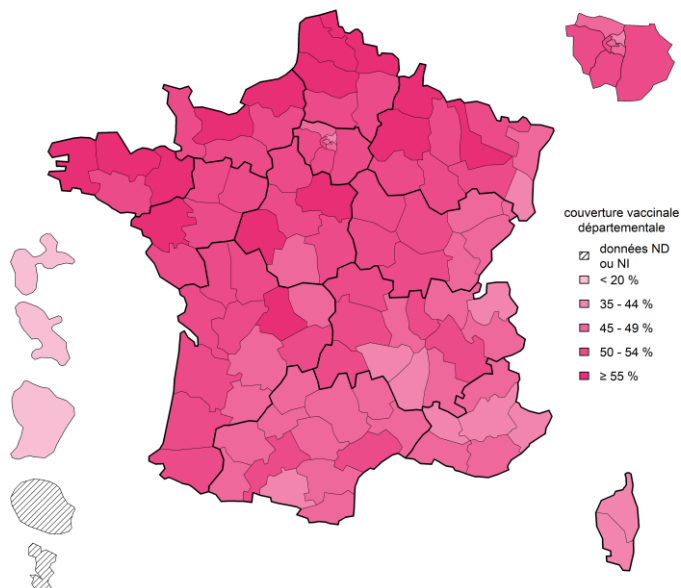 couverture vaccinale
départementale
données ND
ou NI
< 20 %
35 - 44 %
45 - 49 %
50 - 54 %
≥ 55 %